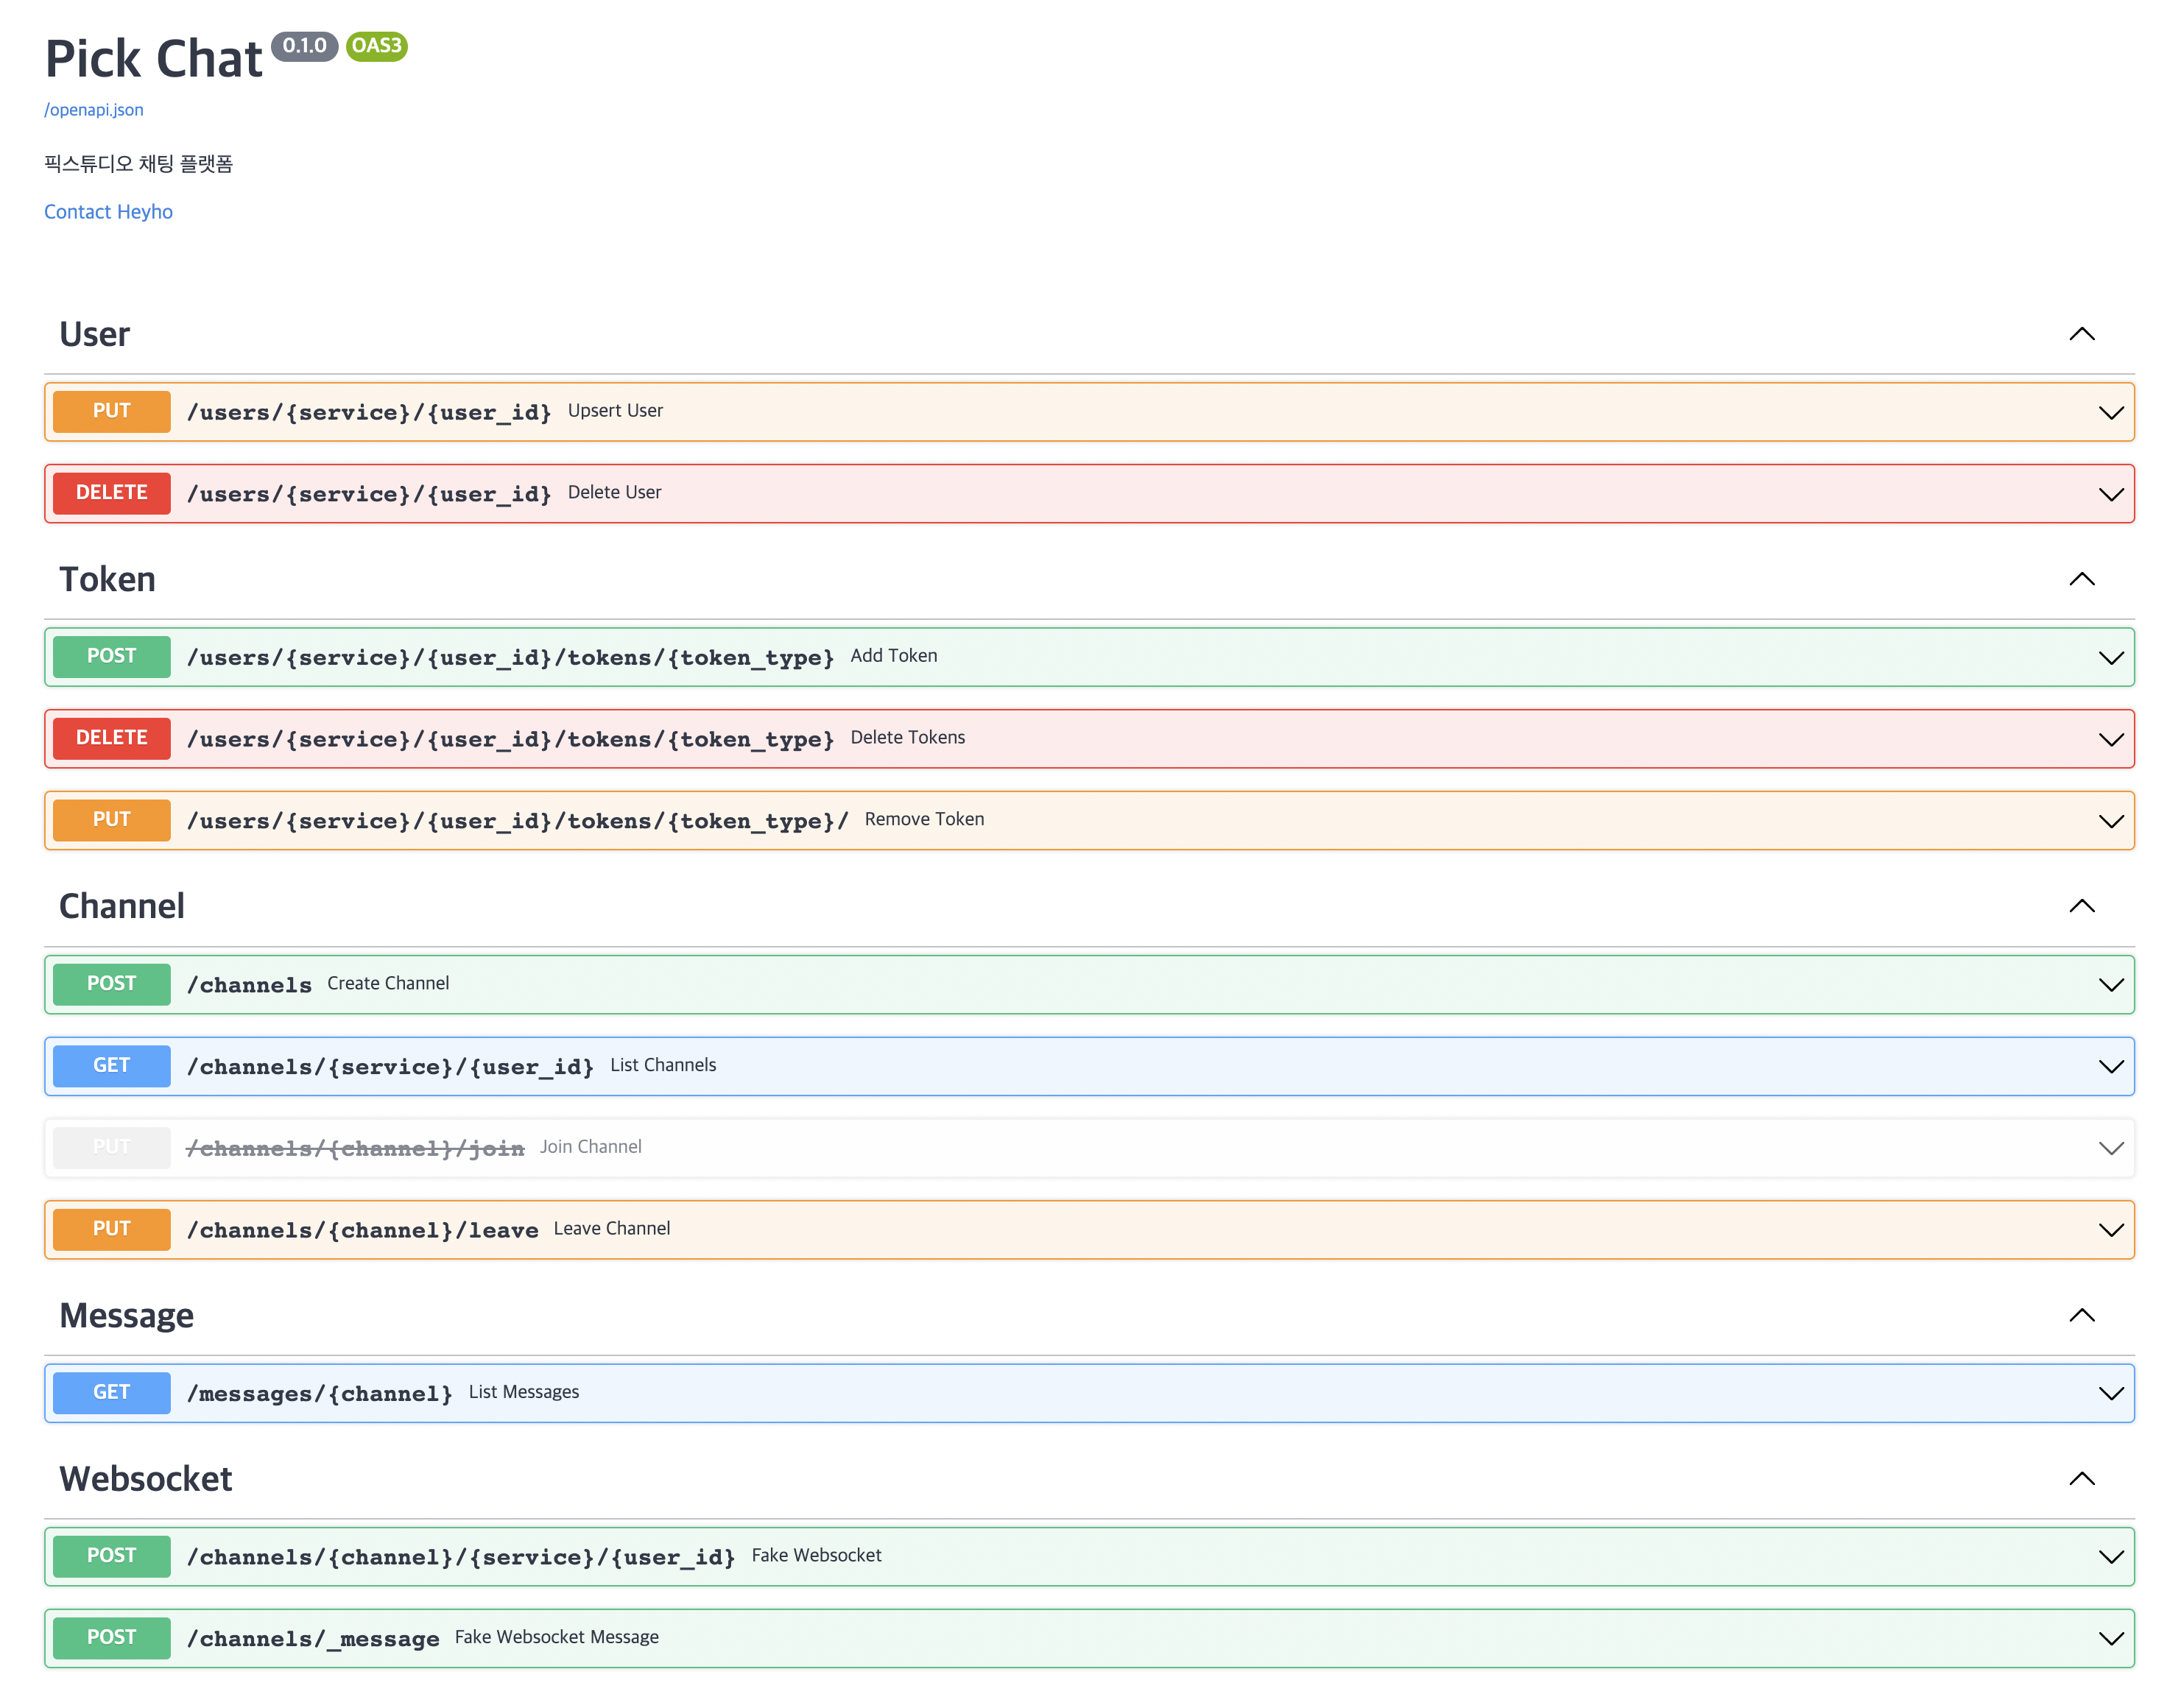 Pick Chat 0.1.0 OAS3
/openapi.json
픽스튜디오 채팅 플랫폼
Contact Heyho
User
PUT /users/{service}/{user_id} Upsert User
DELETE /users/{service}/{user_id} Delete User
Token
POST /users/{service}/{user_id}/tokens/{token_type} Add Token
DELETE /users/{service}/{user_id}/tokens/{token_type} Delete Tokens
PUT /users/{service}/{user_id}/tokens/{token_type}/ Remove Token
Channel
POST /channels Create Channel
GET /channels/{service}/{user_id} List Channels
PUT /channels/{channel}/join Join Channel
PUT /channels/{channel}/leave Leave Channel
Message
GET /messages/{channel} List Messages
Websocket
POST /channels/{channel}/{service}/{user_id} Fake Websocket
POST /channels/_message Fake Websocket Message